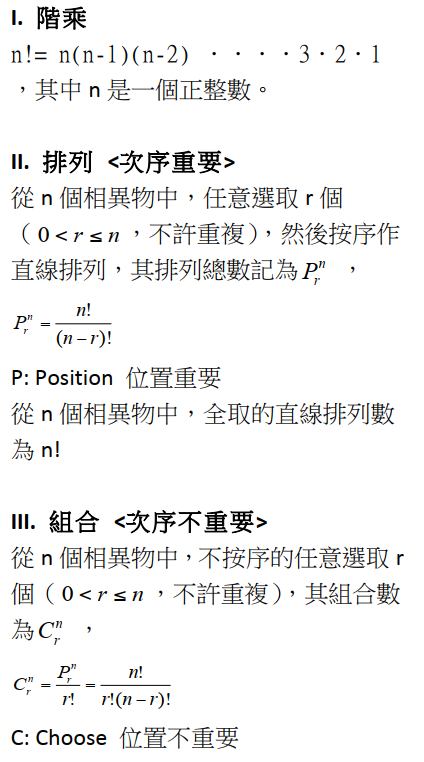 I. 階乘
n!= n(n-1)(n-2) ‧‧‧‧3‧2‧1
，其中 n 是一個正整數。
II. 排列 <次序重要>
從 n 個相異物中，任意選取 r 個
（ 0 < r ≤ n ，不許重複），然後按序作
直線排列，其排列總數記為 P_r^n ，
P_r^n = n!/(n − r)!
P: Position 位置重要
從 n 個相異物中，全取的直線排列數
為 n!
III. 組合 <次序不重要>
從 n 個相異物中，不按序的任意選取 r
個（ 0 < r ≤ n ，不許重複），其組合數
為 C_r^n ，
C_r^n = P_r^n/r! = n!/r!(n − r)!
C: Choose 位置不重要